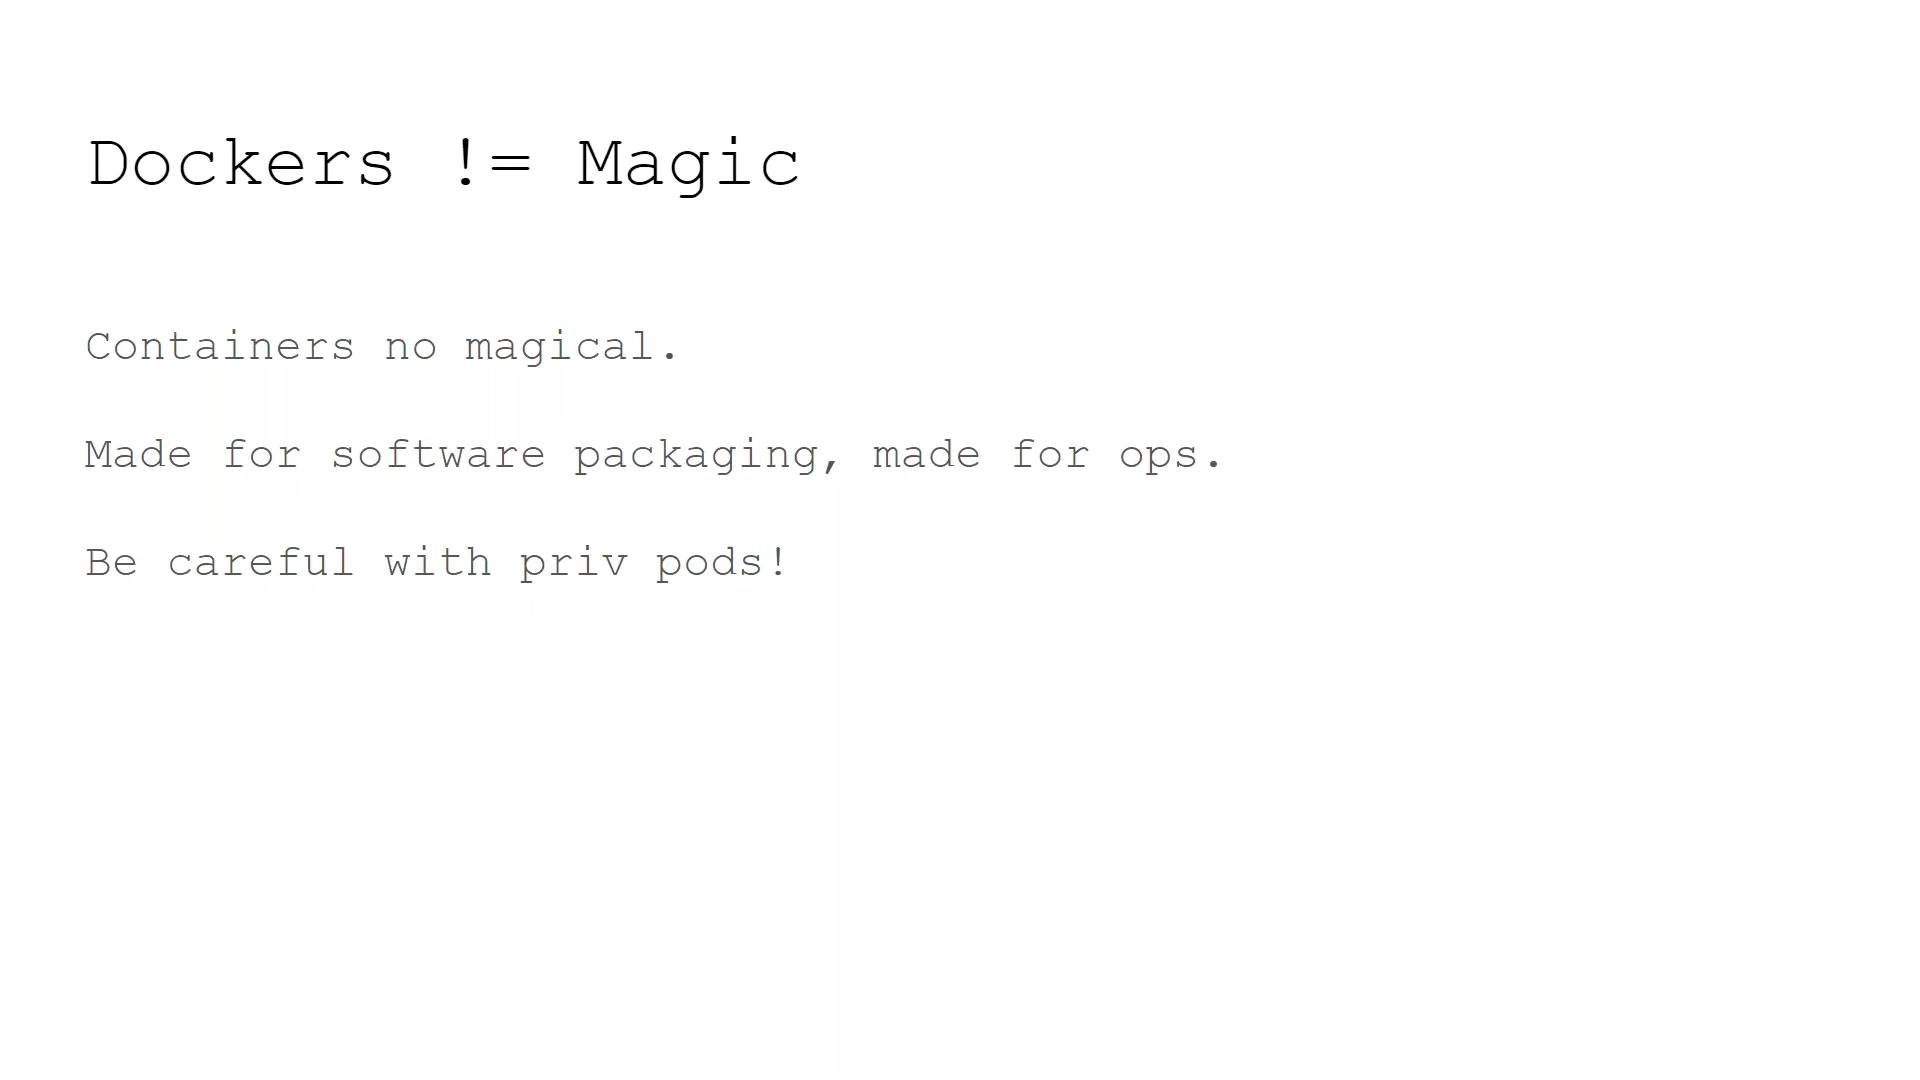 Dockers != Magic
Containers no magical.
Made for software packaging, made for ops.
Be careful with priv pods!